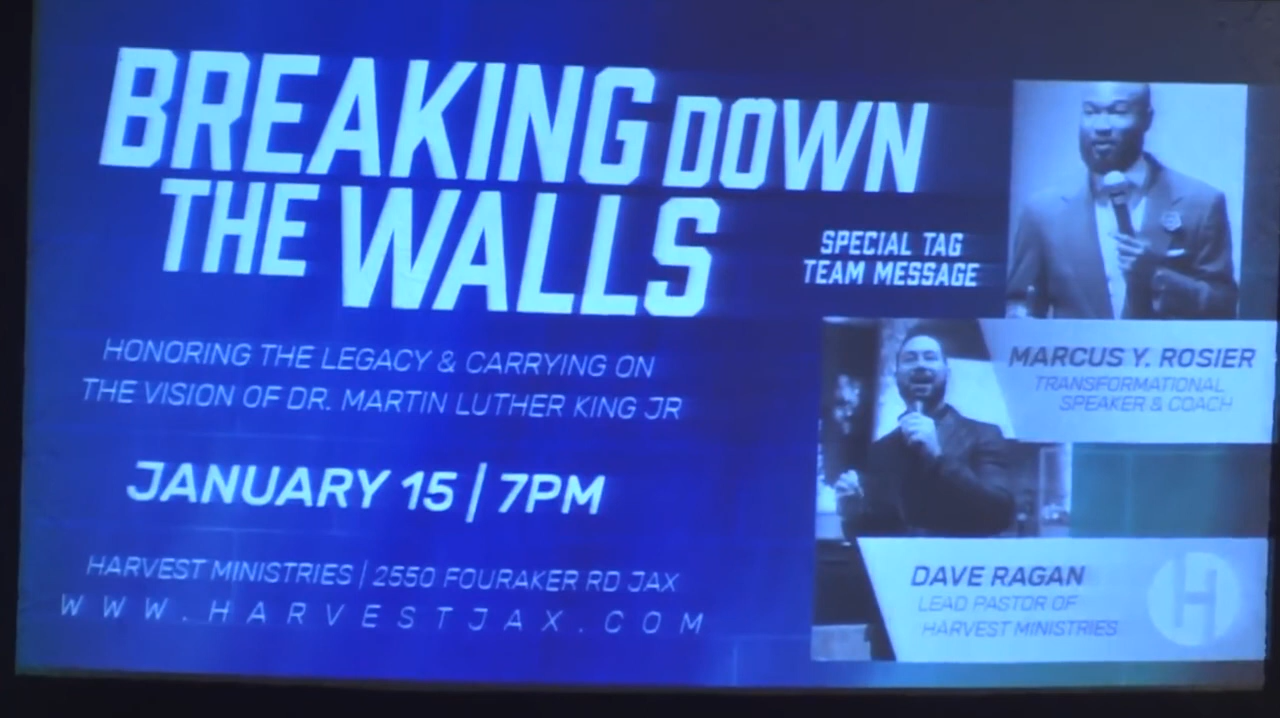 BREAKING DOWN
THE WALLS
SPECIAL TAG
TEAM MESSAGE
HONORING THE LEGACY & CARRYING ON
THE VISION OF DR. MARTIN LUTHER KING JR
JANUARY 15 | 7PM
HARVEST MINISTRIES | 2550 FOURAKER RD JAX
WWW.HARVESTJAX.COM
MARCUS Y. ROSIER
TRANSFORMATIONAL
SPEAKER & COACH
DAVE RAGAN
LEAD PASTOR OF
HARVEST MINISTRIES
H